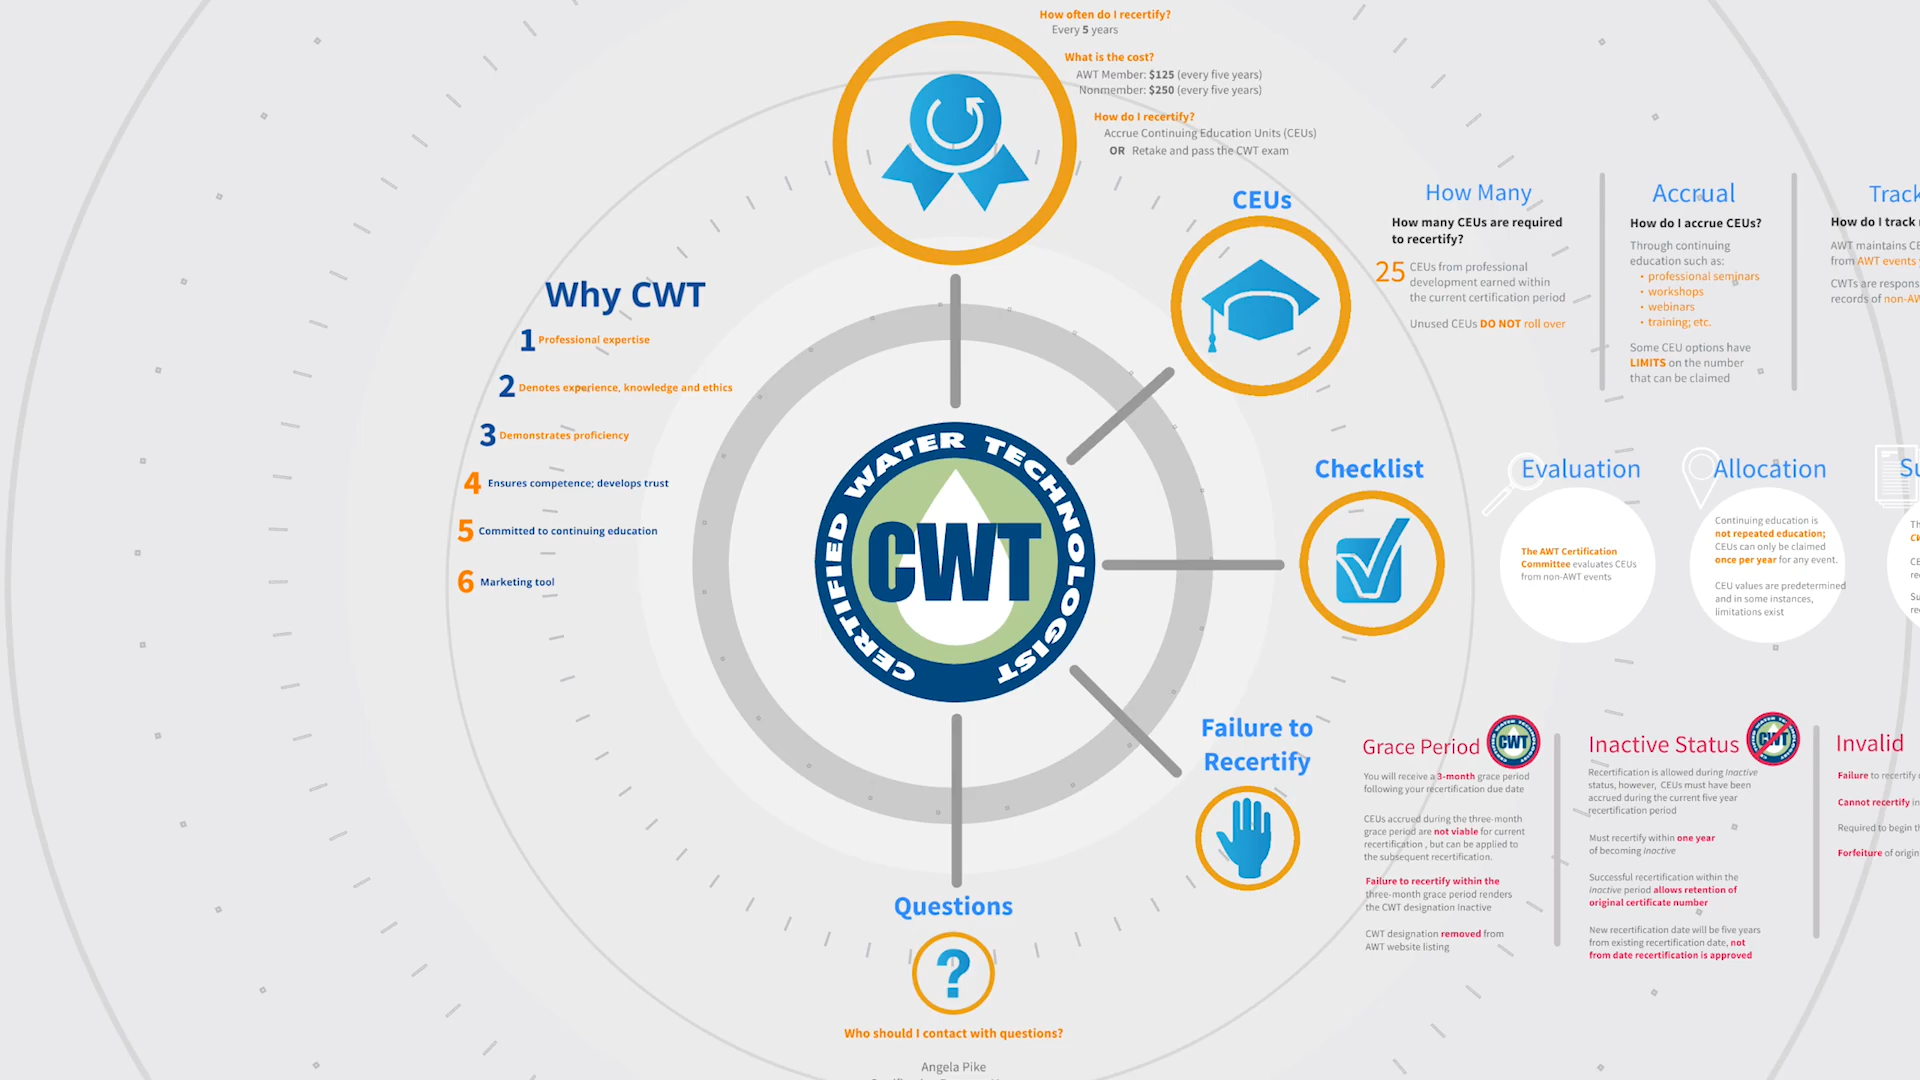 How often do I recertify?
Every 5 years
What is the cost?
AWT Member: $125 (every five years)
Nonmember: $250 (every five years)
How do I recertify?
Accrue Continuing Education Units (CEUs)
OR Retake and pass the CWT exam
CEUs
How Many
How many CEUs are required
to recertify?
25 CEUs from professional
development earned within
the current certification period
Unused CEUs DO NOT roll over
Accrual
How do I accrue CEUs?
Through continuing
education such as:
• professional seminars
• workshops
• webinars
• training; etc.
Some CEU options have
LIMITS on the number
that can be claimed
Track
How do I track
AWT maintains CE
from AWT events
CWTs are respons
records of non-AW
Why CWT
1 Professional expertise
2 Denotes experience, knowledge and ethics
3 Demonstrates proficiency
4 Ensures competence; develops trust
5 Committed to continuing education
6 Marketing tool
CERTIFIED WATER TECHNOLOGIST
CWT
Checklist
Evaluation
The AWT Certification
Committee evaluates CEUs
from non-AWT events
Allocation
Continuing education is
not repeated education;
CEUs can only be claimed
once per year for any event.
CEU values are predetermined
and in some instances,
limitations exist
Su
Th
CE
rec
Su
rec
Failure to
Recertify
Grace Period
CWT
You will receive a 3-month grace period
following your recertification due date
CEUs accrued during the three-month
grace period are not viable for current
recertification , but can be applied to
the subsequent recertification.
Failure to recertify within the
three-month grace period renders
the CWT designation Inactive
CWT designation removed from
AWT website listing
Inactive Status
CWT
Recertification is allowed during Inactive
status, however, CEUs must have been
accrued during the current five year
recertification period
Must recertify within one year
of becoming Inactive
Successful recertification within the
Inactive period allows retention of
original certificate number
New recertification date will be five years
from existing recertification date, not
from date recertification is approved
Invalid
Failure to recertify
Cannot recertify in
Required to begin th
Forfeiture of origin
Questions
?
Who should I contact with questions?
Angela Pike